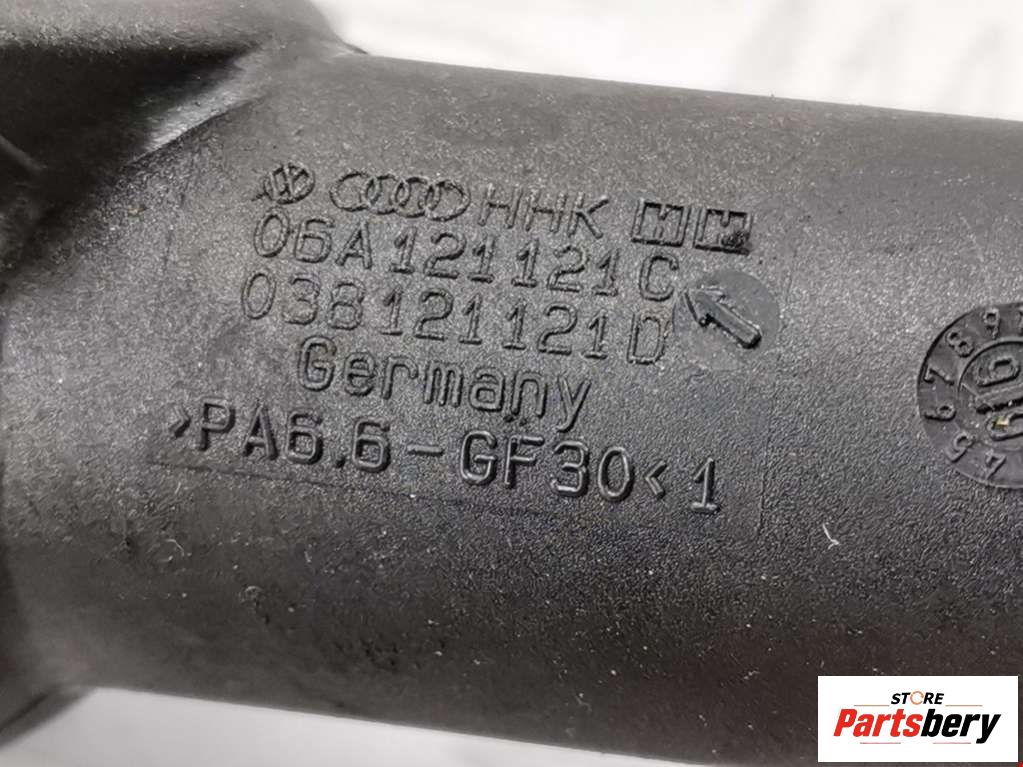 HHK
06A 121 121 C
038 121 121 D
Germany
>PA6.6-GF30<1
STORE
Partsbery